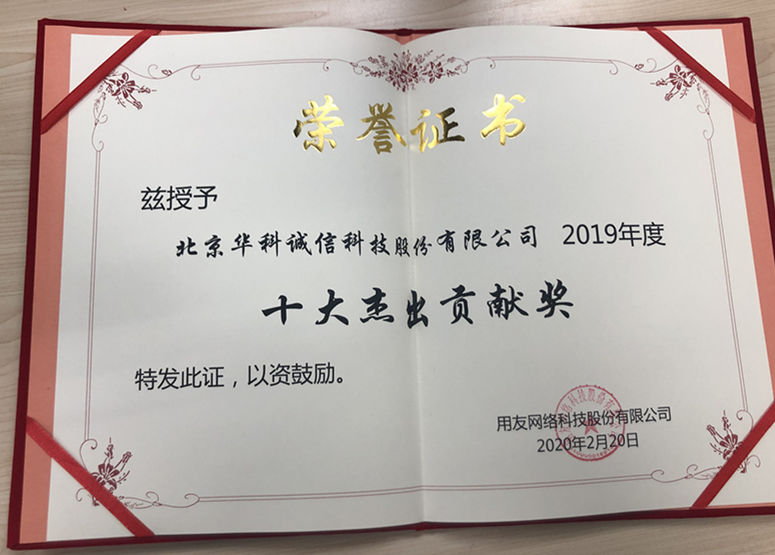 荣誉证书
兹授予
北京华科诚信科技股份有限公司 2019年度
十大杰出贡献奖
特发此证，以资鼓励。
用友网络科技股份有限公司
2020年2月20日